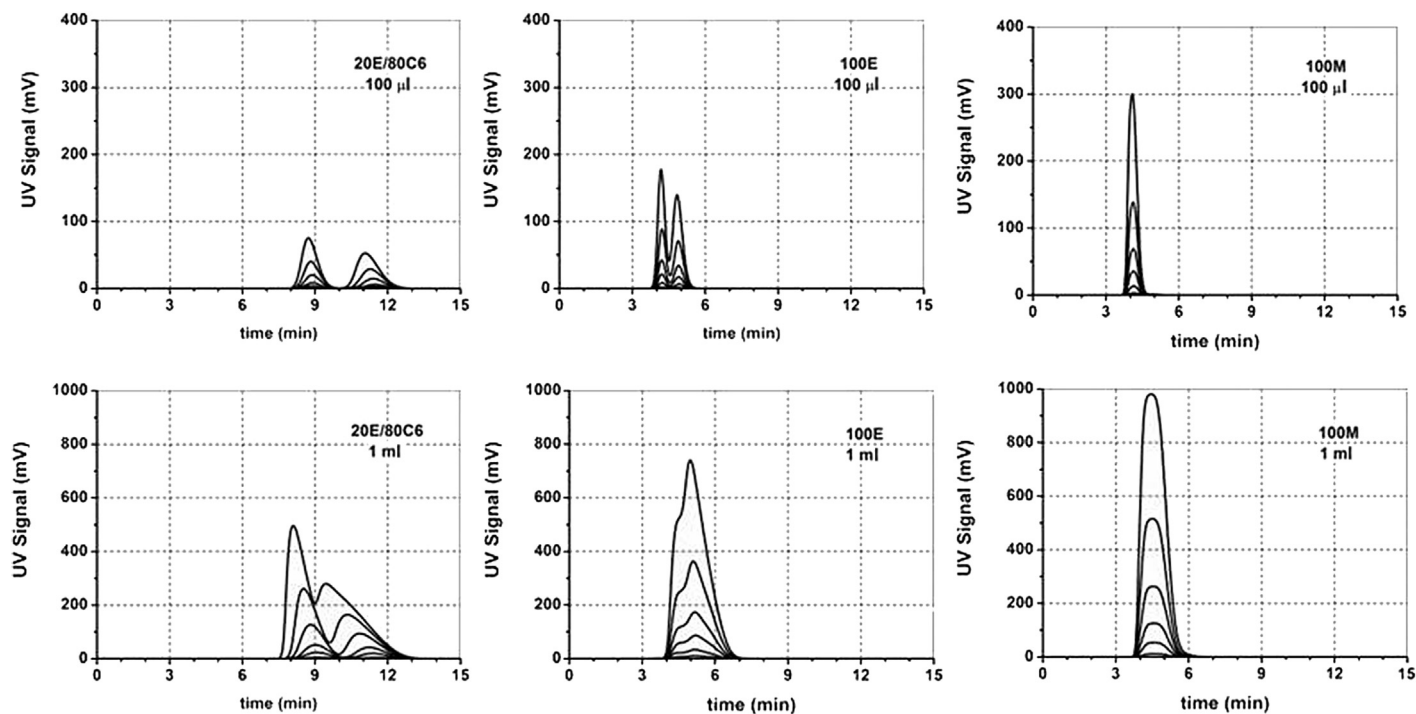 400
300
200
100
0
UV Signal (mV)
20E/80C6
100 µl
0 3 6 9 12 15
time (min)
400
300
200
100
0
UV Signal (mV)
100E
100 µl
0 3 6 9 12 15
time (min)
400
300
200
100
0
UV Signal (mV)
100M
100 µl
0 3 6 9 12 15
time (min)
1000
800
600
400
200
0
UV Signal (mV)
20E/80C6
1 ml
0 3 6 9 12 15
time (min)
1000
800
600
400
200
0
UV Signal (mV)
100E
1 ml
0 3 6 9 12 15
time (min)
1000
800
600
400
200
0
UV Signal (mV)
100M
1 ml
0 3 6 9 12 15
time (min)